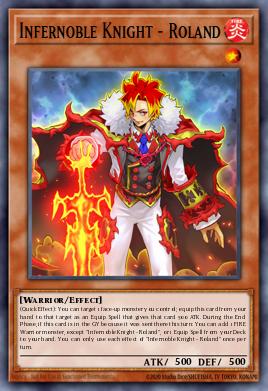 Infernoble Knight - Roland
FIRE
炎
[Warrior/Effect]
(Quick Effect): You can target 1 face-up monster you control; equip this card from your
hand to that target as an Equip Spell that gives that card 500 ATK. During the End
Phase, if this card is in the GY because it was sent there this turn: You can add 1 FIRE
Warrior monster, except "Infernoble Knight - Roland", or 1 Equip Spell from your Deck
to your hand. You can only use each effect of "Infernoble Knight - Roland" once per
turn.
ATK/ 500 DEF/ 500